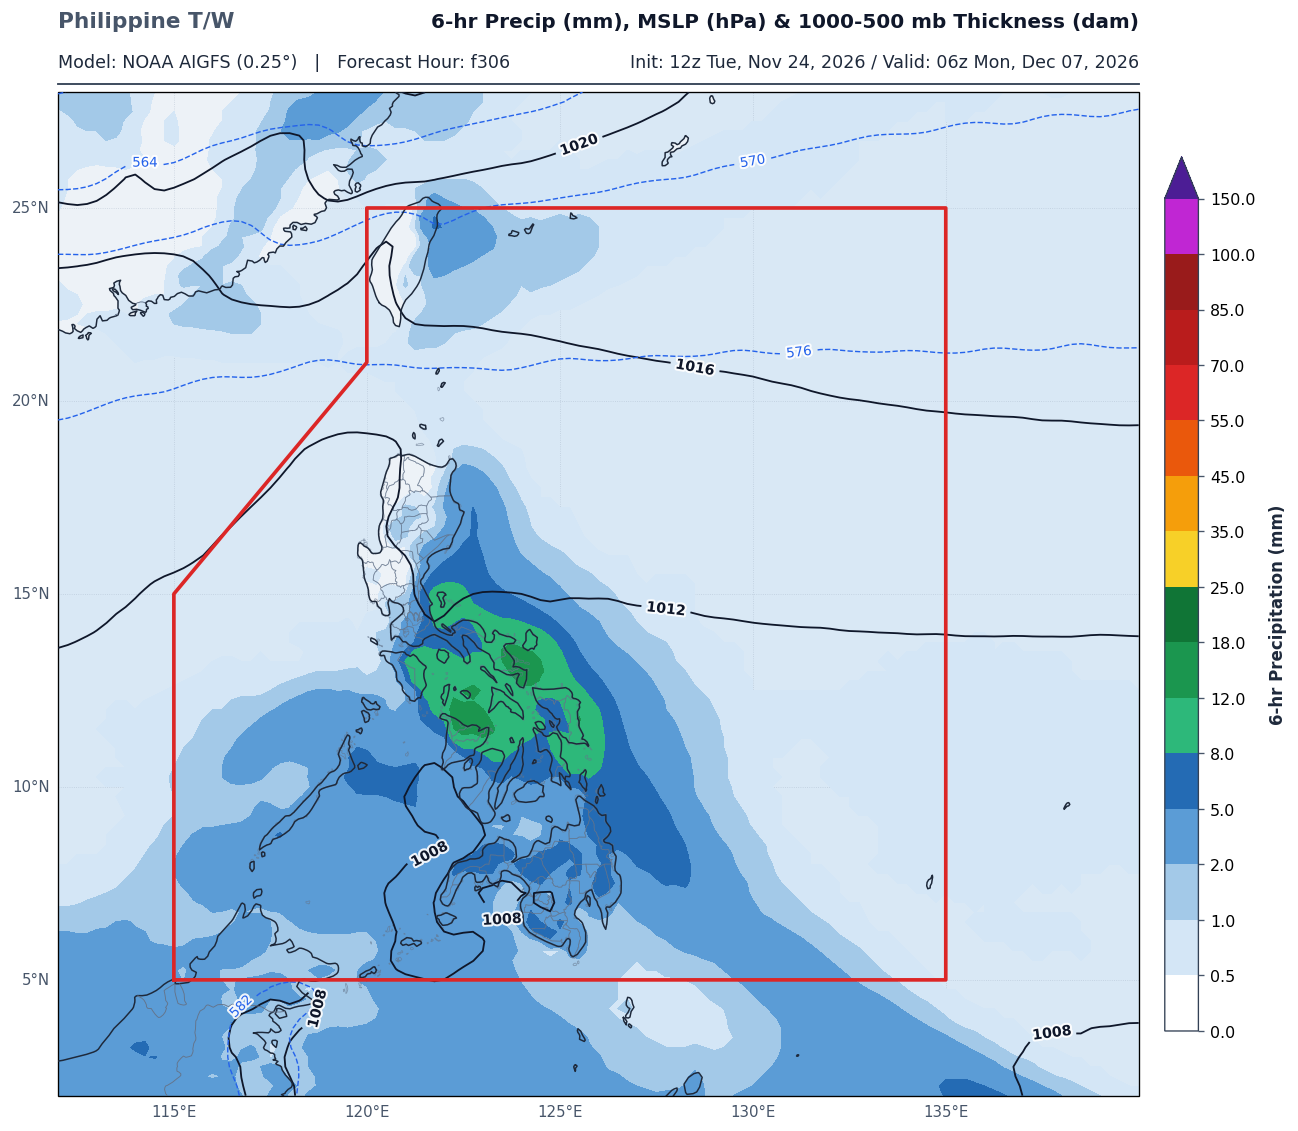 Philippine T/W
6-hr Precip (mm), MSLP (hPa) & 1000-500 mb Thickness (dam)
Model: NOAA AIGFS (0.25°) | Forecast Hour: f306
Init: 12z Tue, Nov 24, 2026 / Valid: 06z Mon, Dec 07, 2026
1020
564
570
25°N
576
1016
20°N
15°N
1012
10°N
1008
1008
5°N
582
1008
1008
115°E
120°E
125°E
130°E
135°E
150.0
100.0
85.0
70.0
55.0
45.0
35.0
25.0
18.0
12.0
8.0
5.0
2.0
1.0
0.5
0.0
6-hr Precipitation (mm)